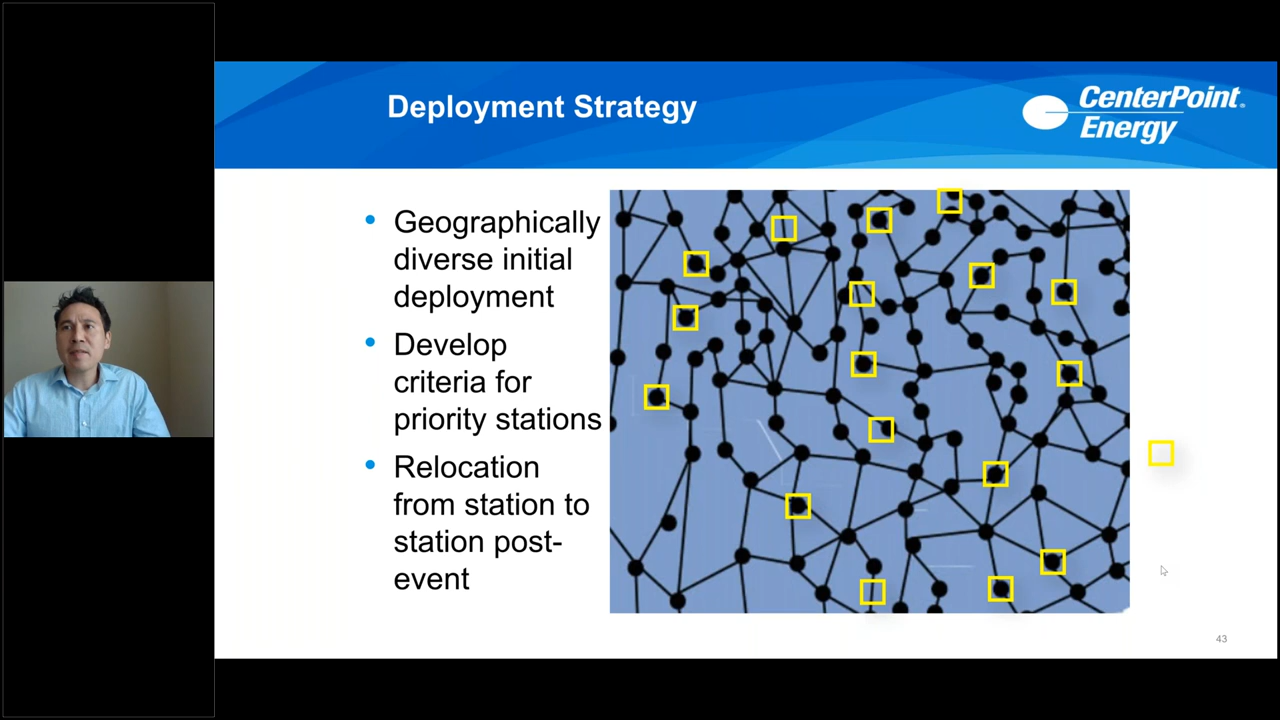 Deployment Strategy
CenterPoint®
Energy
• Geographically
diverse initial
deployment
• Develop
criteria for
priority stations
• Relocation
from station to
station post-
event
43